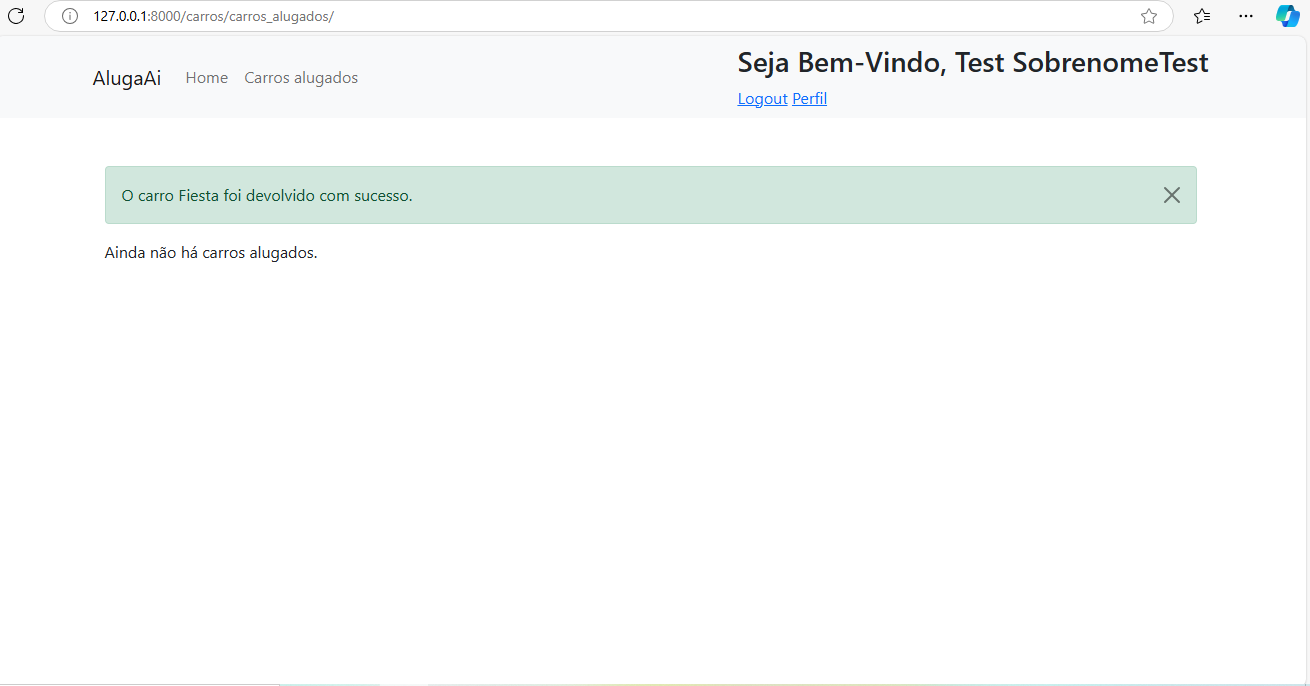 127.0.0.1:8000/carros/carros_alugados/
AlugaAi Home Carros alugados
Seja Bem-Vindo, Test SobrenomeTest
Logout Perfil
O carro Fiesta foi devolvido com sucesso.
Ainda não há carros alugados.